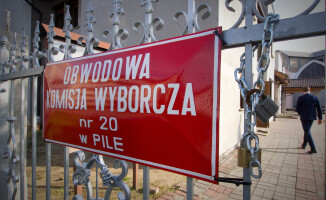 OBWODOWA
KOMISJA WYBORCZA
nr 20
w PILE